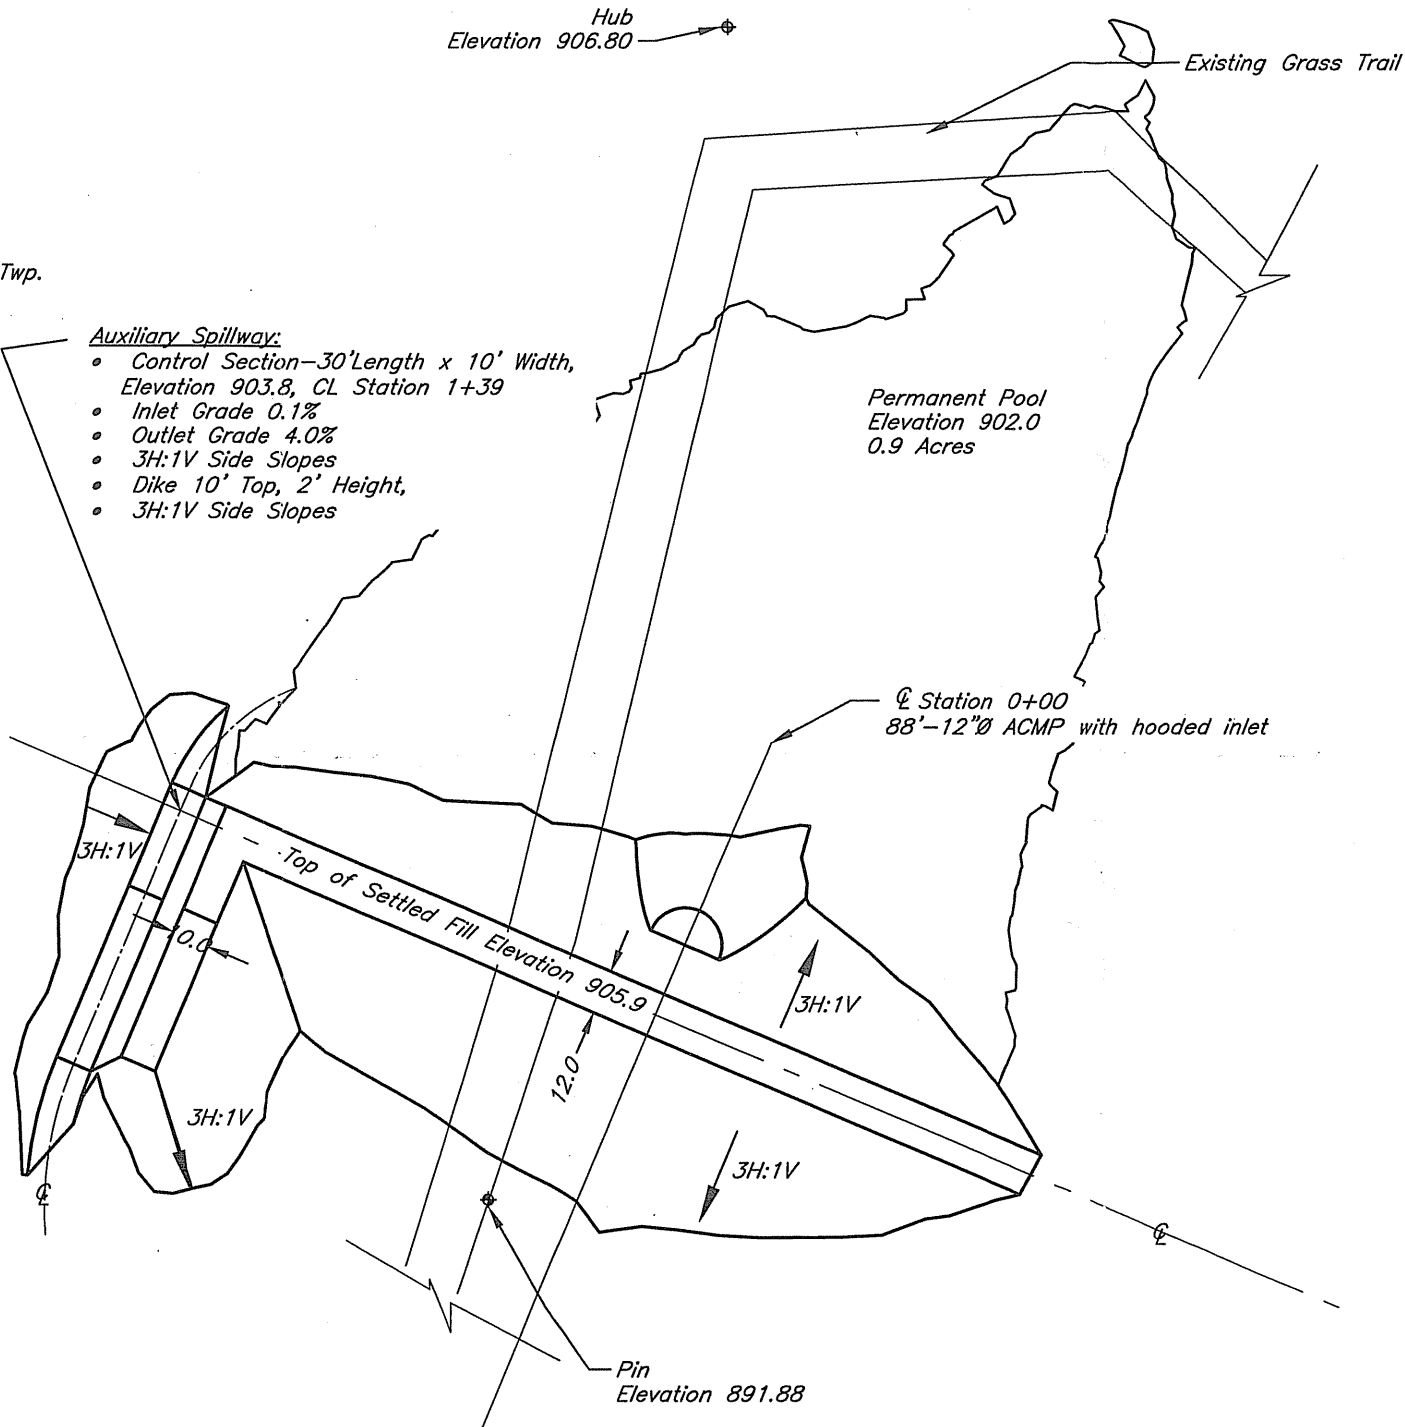 Hub
Elevation 906.80
Existing Grass Trail
Twp.
Auxiliary Spillway:
• Control Section–30'Length x 10' Width,
Elevation 903.8, CL Station 1+39
• Inlet Grade 0.1%
• Outlet Grade 4.0%
• 3H:1V Side Slopes
• Dike 10' Top, 2' Height,
• 3H:1V Side Slopes
Permanent Pool
Elevation 902.0
0.9 Acres
℄ Station 0+00
88'–12"Ø ACMP with hooded inlet
3H:1V
Top of Settled Fill Elevation 905.9
10.0
3H:1V
12.0
3H:1V
3H:1V
℄
℄
Pin
Elevation 891.88